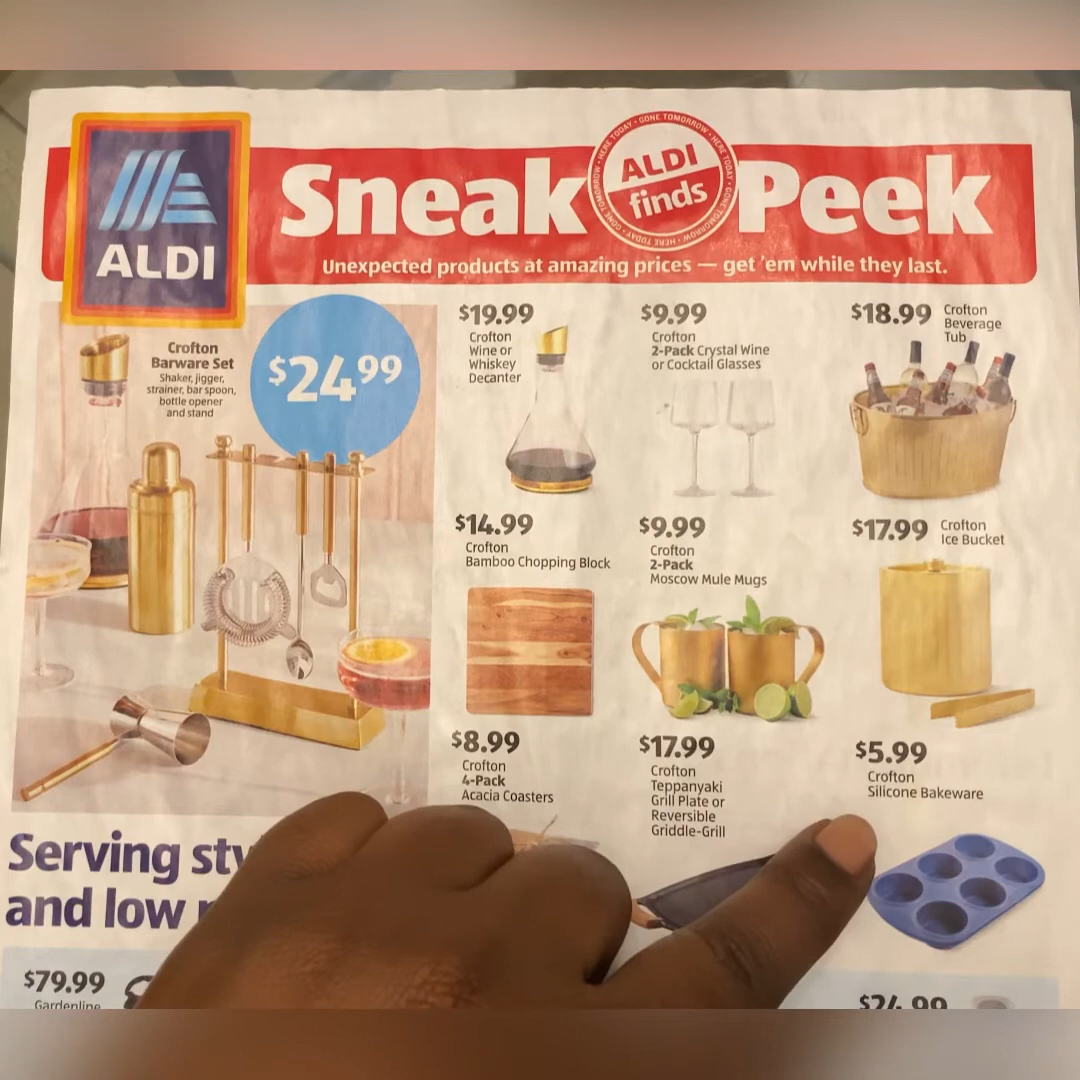 ALDI
Sneak
Peek
HERE TODAY • GONE TOMORROW • HERE TODAY • GONE TOMORROW • HERE TODAY • GONE TOMORROW •
ALDI
finds
Unexpected products at amazing prices — get 'em while they last.
Crofton
Barware Set
Shaker, jigger,
strainer, bar spoon,
bottle opener
and stand
$24.99
$19.99
Crofton
Wine or
Whiskey
Decanter
$9.99
Crofton
2-Pack Crystal Wine
or Cocktail Glasses
$18.99
Crofton
Beverage
Tub
$14.99
Crofton
Bamboo Chopping Block
$9.99
Crofton
2-Pack
Moscow Mule Mugs
$17.99
Crofton
Ice Bucket
$8.99
Crofton
4-Pack
Acacia Coasters
$17.99
Crofton
Teppanyaki
Grill Plate or
Reversible
Griddle-Grill
$5.99
Crofton
Silicone Bakeware
Serving
and low
$79.99
Gardenline
$24.99